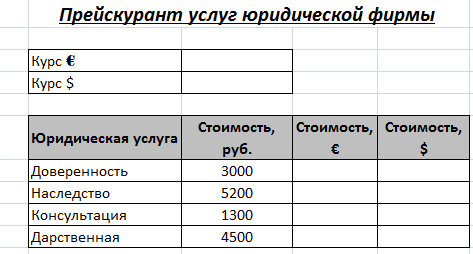 Прейскурант услуг юридической фирмы
Курс €
Курс $
Юридическая услуга Стоимость, руб. Стоимость, € Стоимость, $
Доверенность 3000
Наследство 5200
Консультация 1300
Дарственная 4500